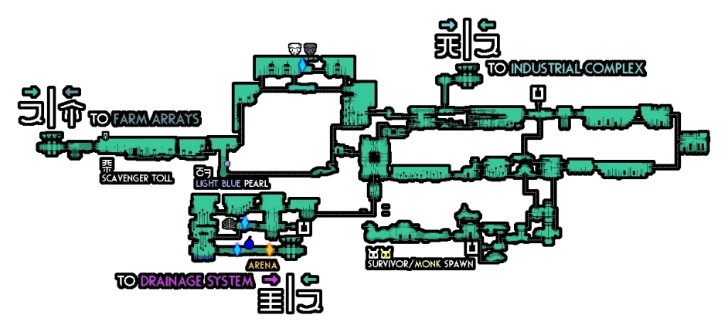 TO INDUSTRIAL COMPLEX
TO FARM ARRAYS
SCAVENGER TOLL
LIGHT BLUE PEARL
ARENA
SURVIVOR/MONK SPAWN
TO DRAINAGE SYSTEM